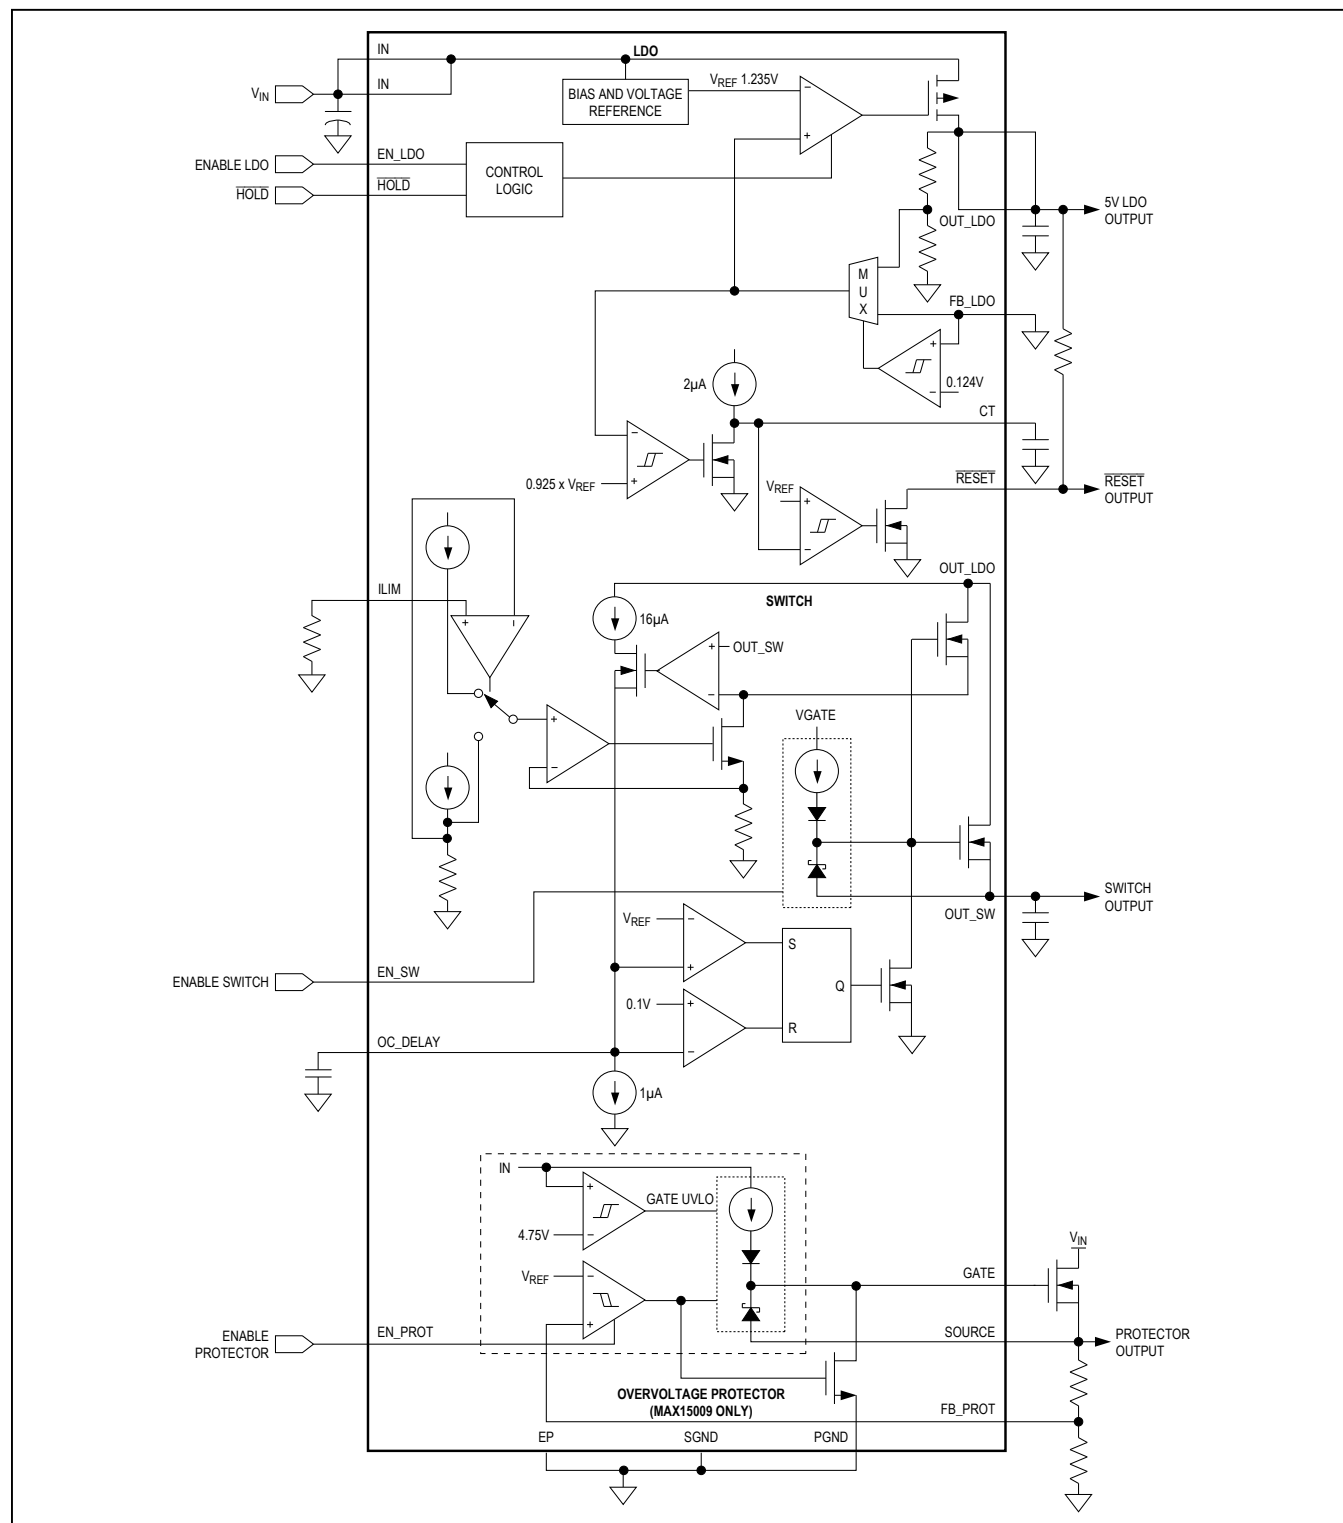 IN
LDO
V_IN
IN
BIAS AND VOLTAGE
REFERENCE
V_REF 1.235V
−
+
ENABLE LDO
EN_LDO
HOLD
HOLD
CONTROL
LOGIC
OUT_LDO
5V LDO
OUTPUT
M
U
X
FB_LDO
+
−
0.124V
2µA
CT
−
+
0.925 x V_REF
V_REF
+
−
RESET
RESET
OUTPUT
OUT_LDO
ILIM
+
−
SWITCH
16µA
+
−
OUT_SW
+
−
VGATE
SWITCH
OUTPUT
OUT_SW
V_REF
−
+
S
Q
R
ENABLE SWITCH
EN_SW
0.1V
+
−
OC_DELAY
1µA
IN
+
−
4.75V
GATE UVLO
V_REF
−
+
V_IN
GATE
ENABLE
PROTECTOR
EN_PROT
SOURCE
PROTECTOR
OUTPUT
OVERVOLTAGE PROTECTOR
(MAX15009 ONLY)
FB_PROT
EP
SGND
PGND